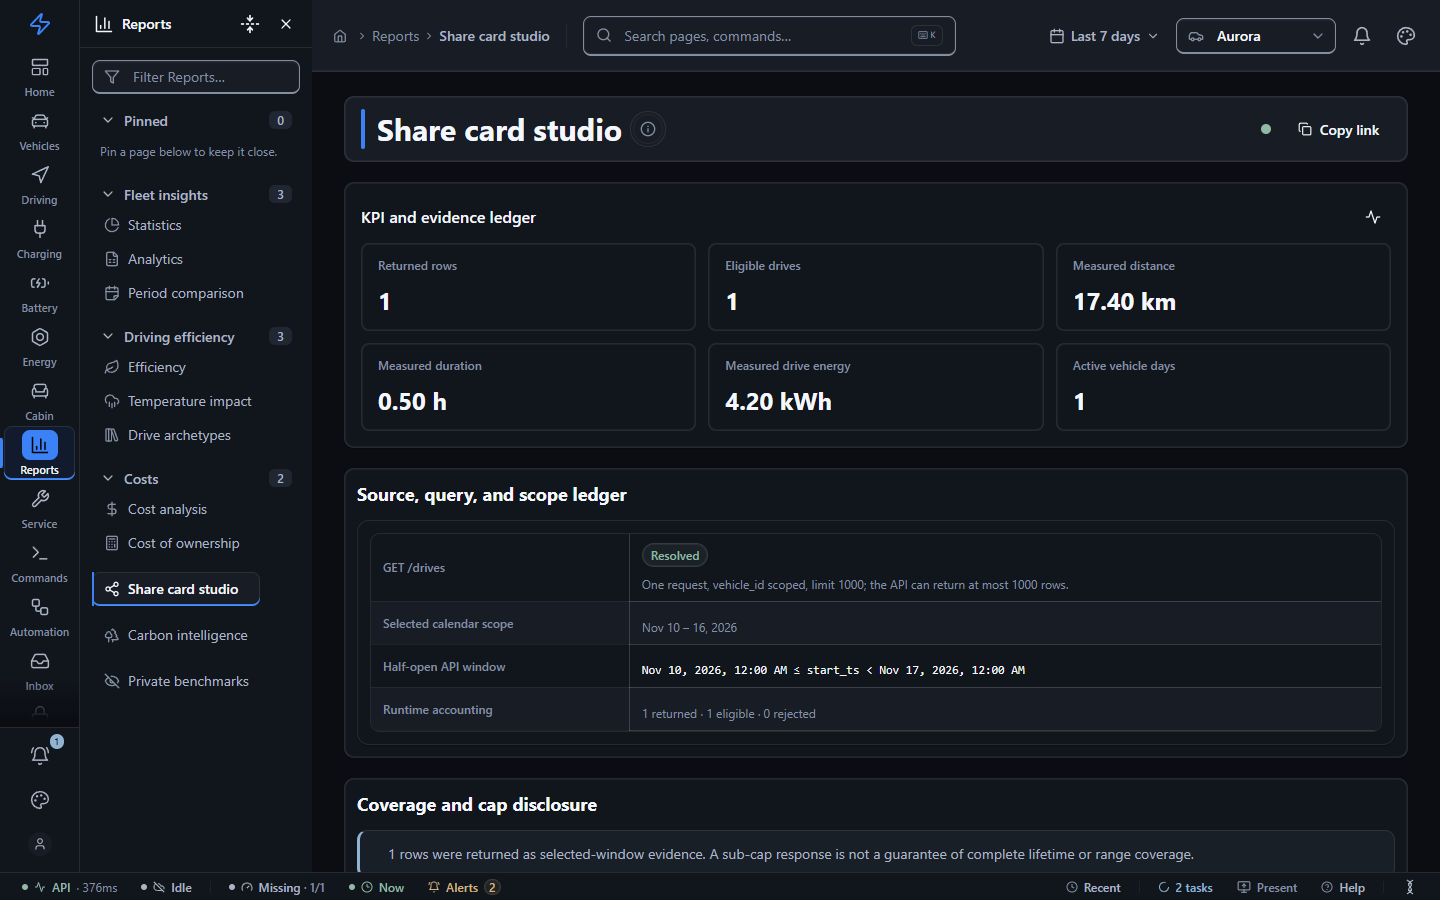 Home
Vehicles
Driving
Charging
Battery
Energy
Cabin
Reports
Service
Commands
Automation
Inbox
1
Reports
Filter Reports...
Pinned 0
Pin a page below to keep it close.
Fleet insights 3
Statistics
Analytics
Period comparison
Driving efficiency 3
Efficiency
Temperature impact
Drive archetypes
Costs 2
Cost analysis
Cost of ownership
Share card studio
Carbon intelligence
Private benchmarks
Reports Share card studio
Search pages, commands... K
Last 7 days
Aurora
Share card studio
Copy link
KPI and evidence ledger
Returned rows
1
Eligible drives
1
Measured distance
17.40 km
Measured duration
0.50 h
Measured drive energy
4.20 kWh
Active vehicle days
1
Source, query, and scope ledger
GET /drives
Resolved
One request, vehicle_id scoped, limit 1000; the API can return at most 1000 rows.
Selected calendar scope
Nov 10 – 16, 2026
Half-open API window
Nov 10, 2026, 12:00 AM ≤ start_ts < Nov 17, 2026, 12:00 AM
Runtime accounting
1 returned · 1 eligible · 0 rejected
Coverage and cap disclosure
1 rows were returned as selected-window evidence. A sub-cap response is not a guarantee of complete lifetime or range coverage.
API · 376ms
Idle
Missing · 1/1
Now
Alerts 2
Recent
2 tasks
Present
Help